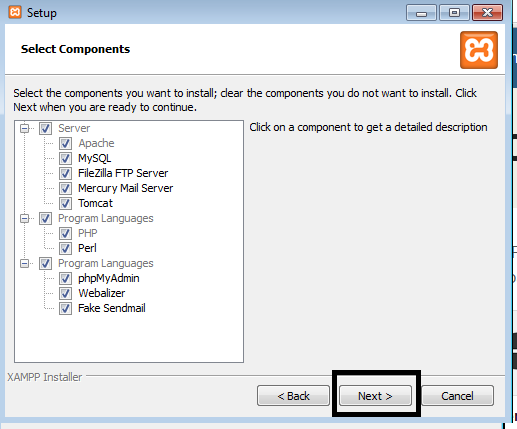 Setup
Select Components
Select the components you want to install; clear the components you do not want to install. Click
Next when you are ready to continue.
Server
Apache
MySQL
FileZilla FTP Server
Mercury Mail Server
Tomcat
Program Languages
PHP
Perl
Program Languages
phpMyAdmin
Webalizer
Fake Sendmail
Click on a component to get a detailed description
XAMPP Installer
< Back
Next >
Cancel